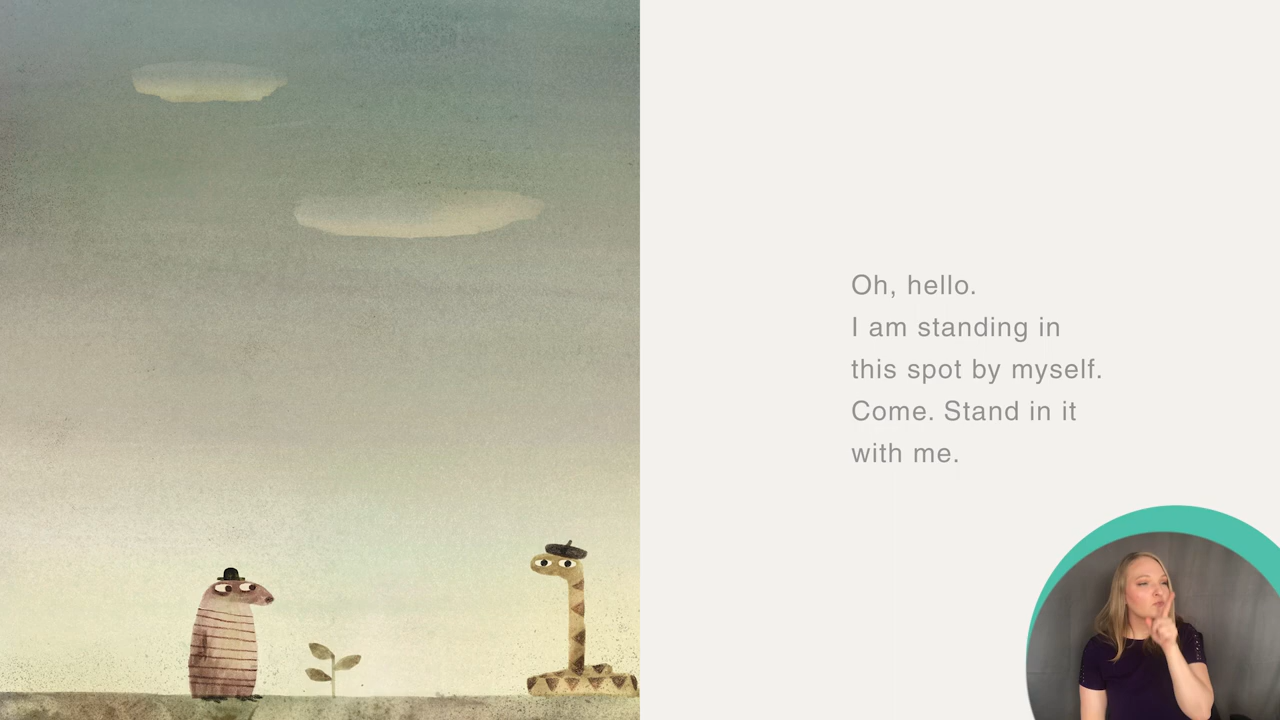 Oh, hello.
I am standing in
this spot by myself.
Come. Stand in it
with me.